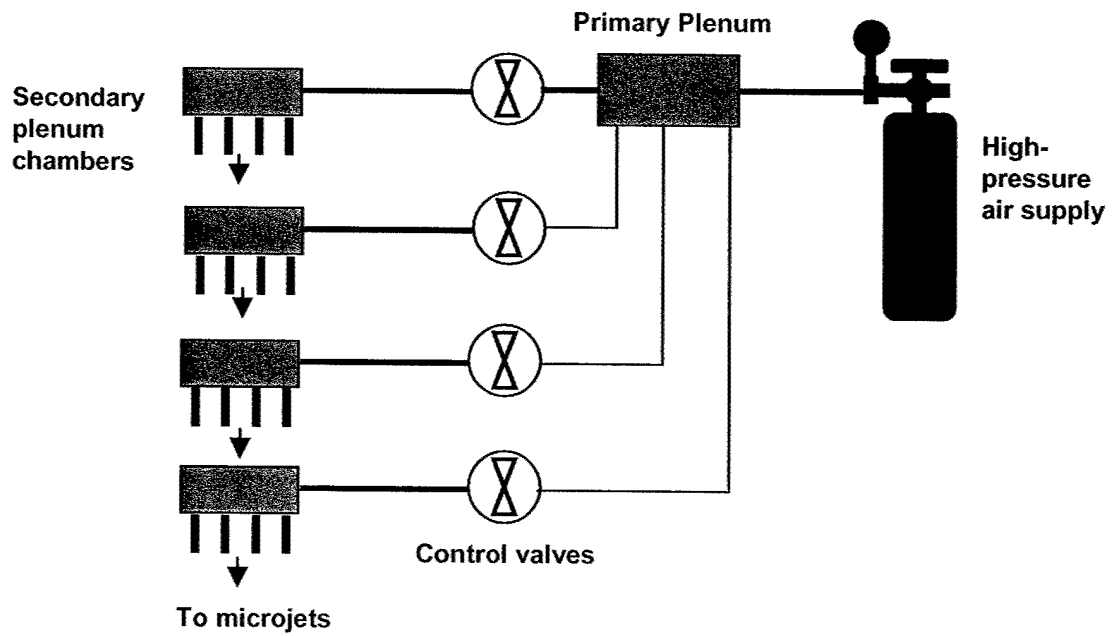 Primary Plenum
Secondary
plenum
chambers
High-
pressure
air supply
Control valves
To microjets